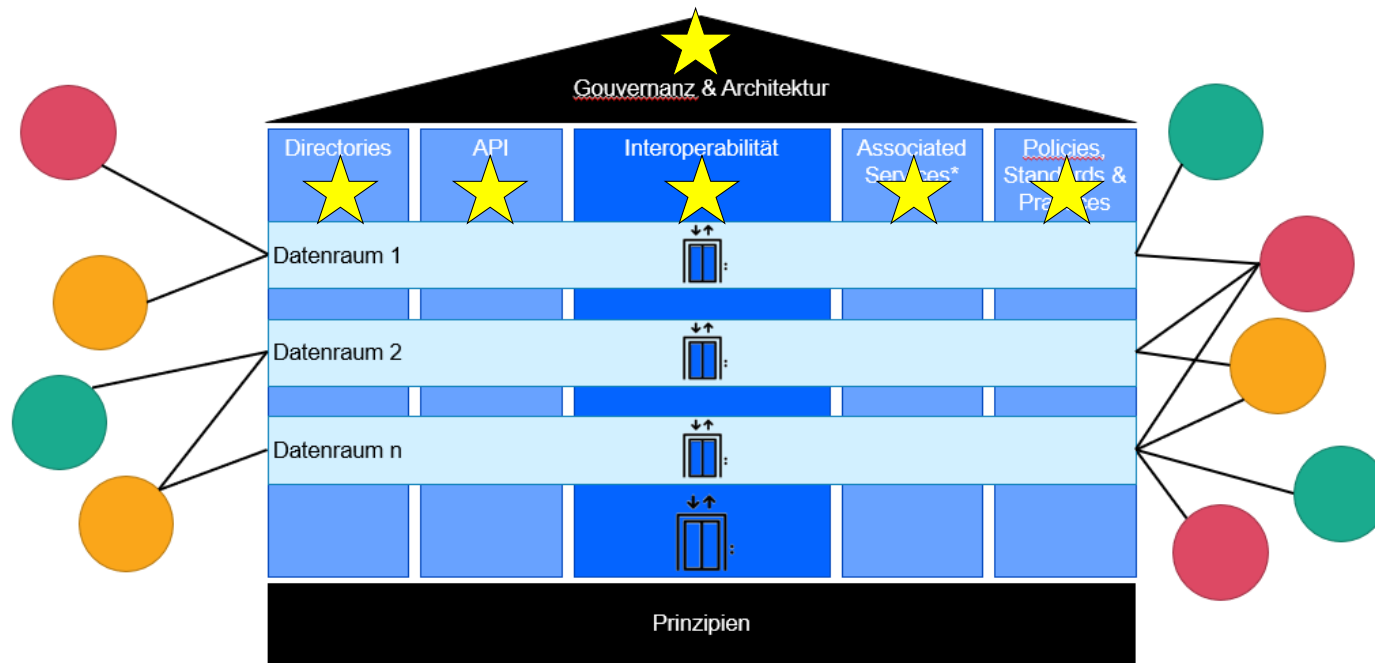 Gouvernanz & Architektur
Directories
API
Interoperabilität
Associated
Services*
Policies,
Standards &
Practices
Datenraum 1
Datenraum 2
Datenraum n
Prinzipien